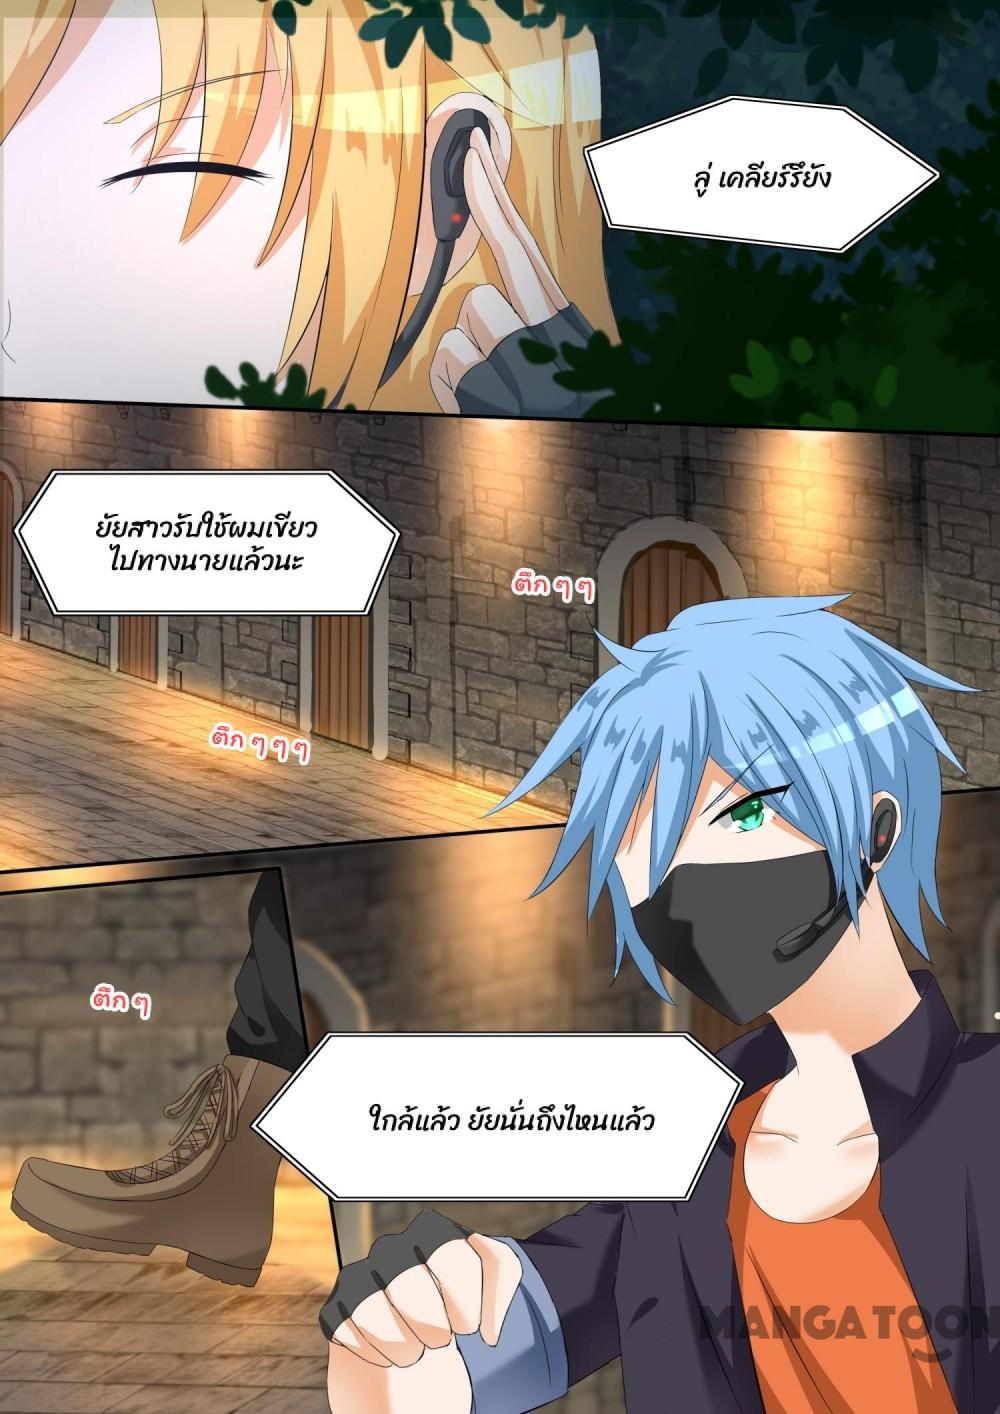 ลู่ เคลียร์รึยัง
ยัยสาวรับใช้ผมเขียว
ไปทางนายแล้วนะ
ตึก ๆ ๆ
ตึก ๆ ๆ ๆ
ตึก ๆ
ใกล้แล้ว ยัยนั่นถึงไหนแล้ว
MANGATOON